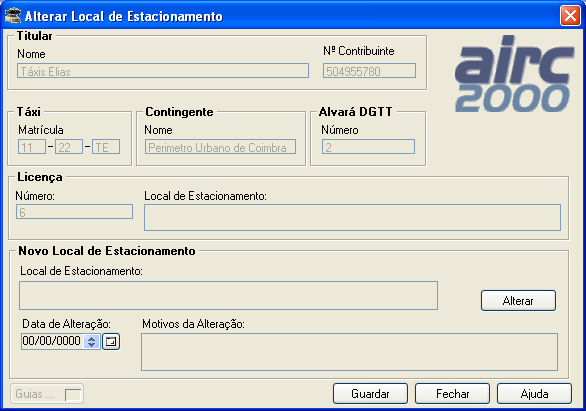 Alterar Local de Estacionamento
Titular
Nome
Nº Contribuinte
Táxis Elias
504955780
airc
2000
Táxi
Contingente
Alvará DGTT
Matrícula
Nome
Número
11 - 22 - TE
Perimetro Urbano de Coimbra
2
Licença
Número:
Local de Estacionamento:
6
Novo Local de Estacionamento
Local de Estacionamento:
Alterar
Data de Alteração:
Motivos da Alteração:
00/00/0000
Guias ...
Guardar
Fechar
Ajuda